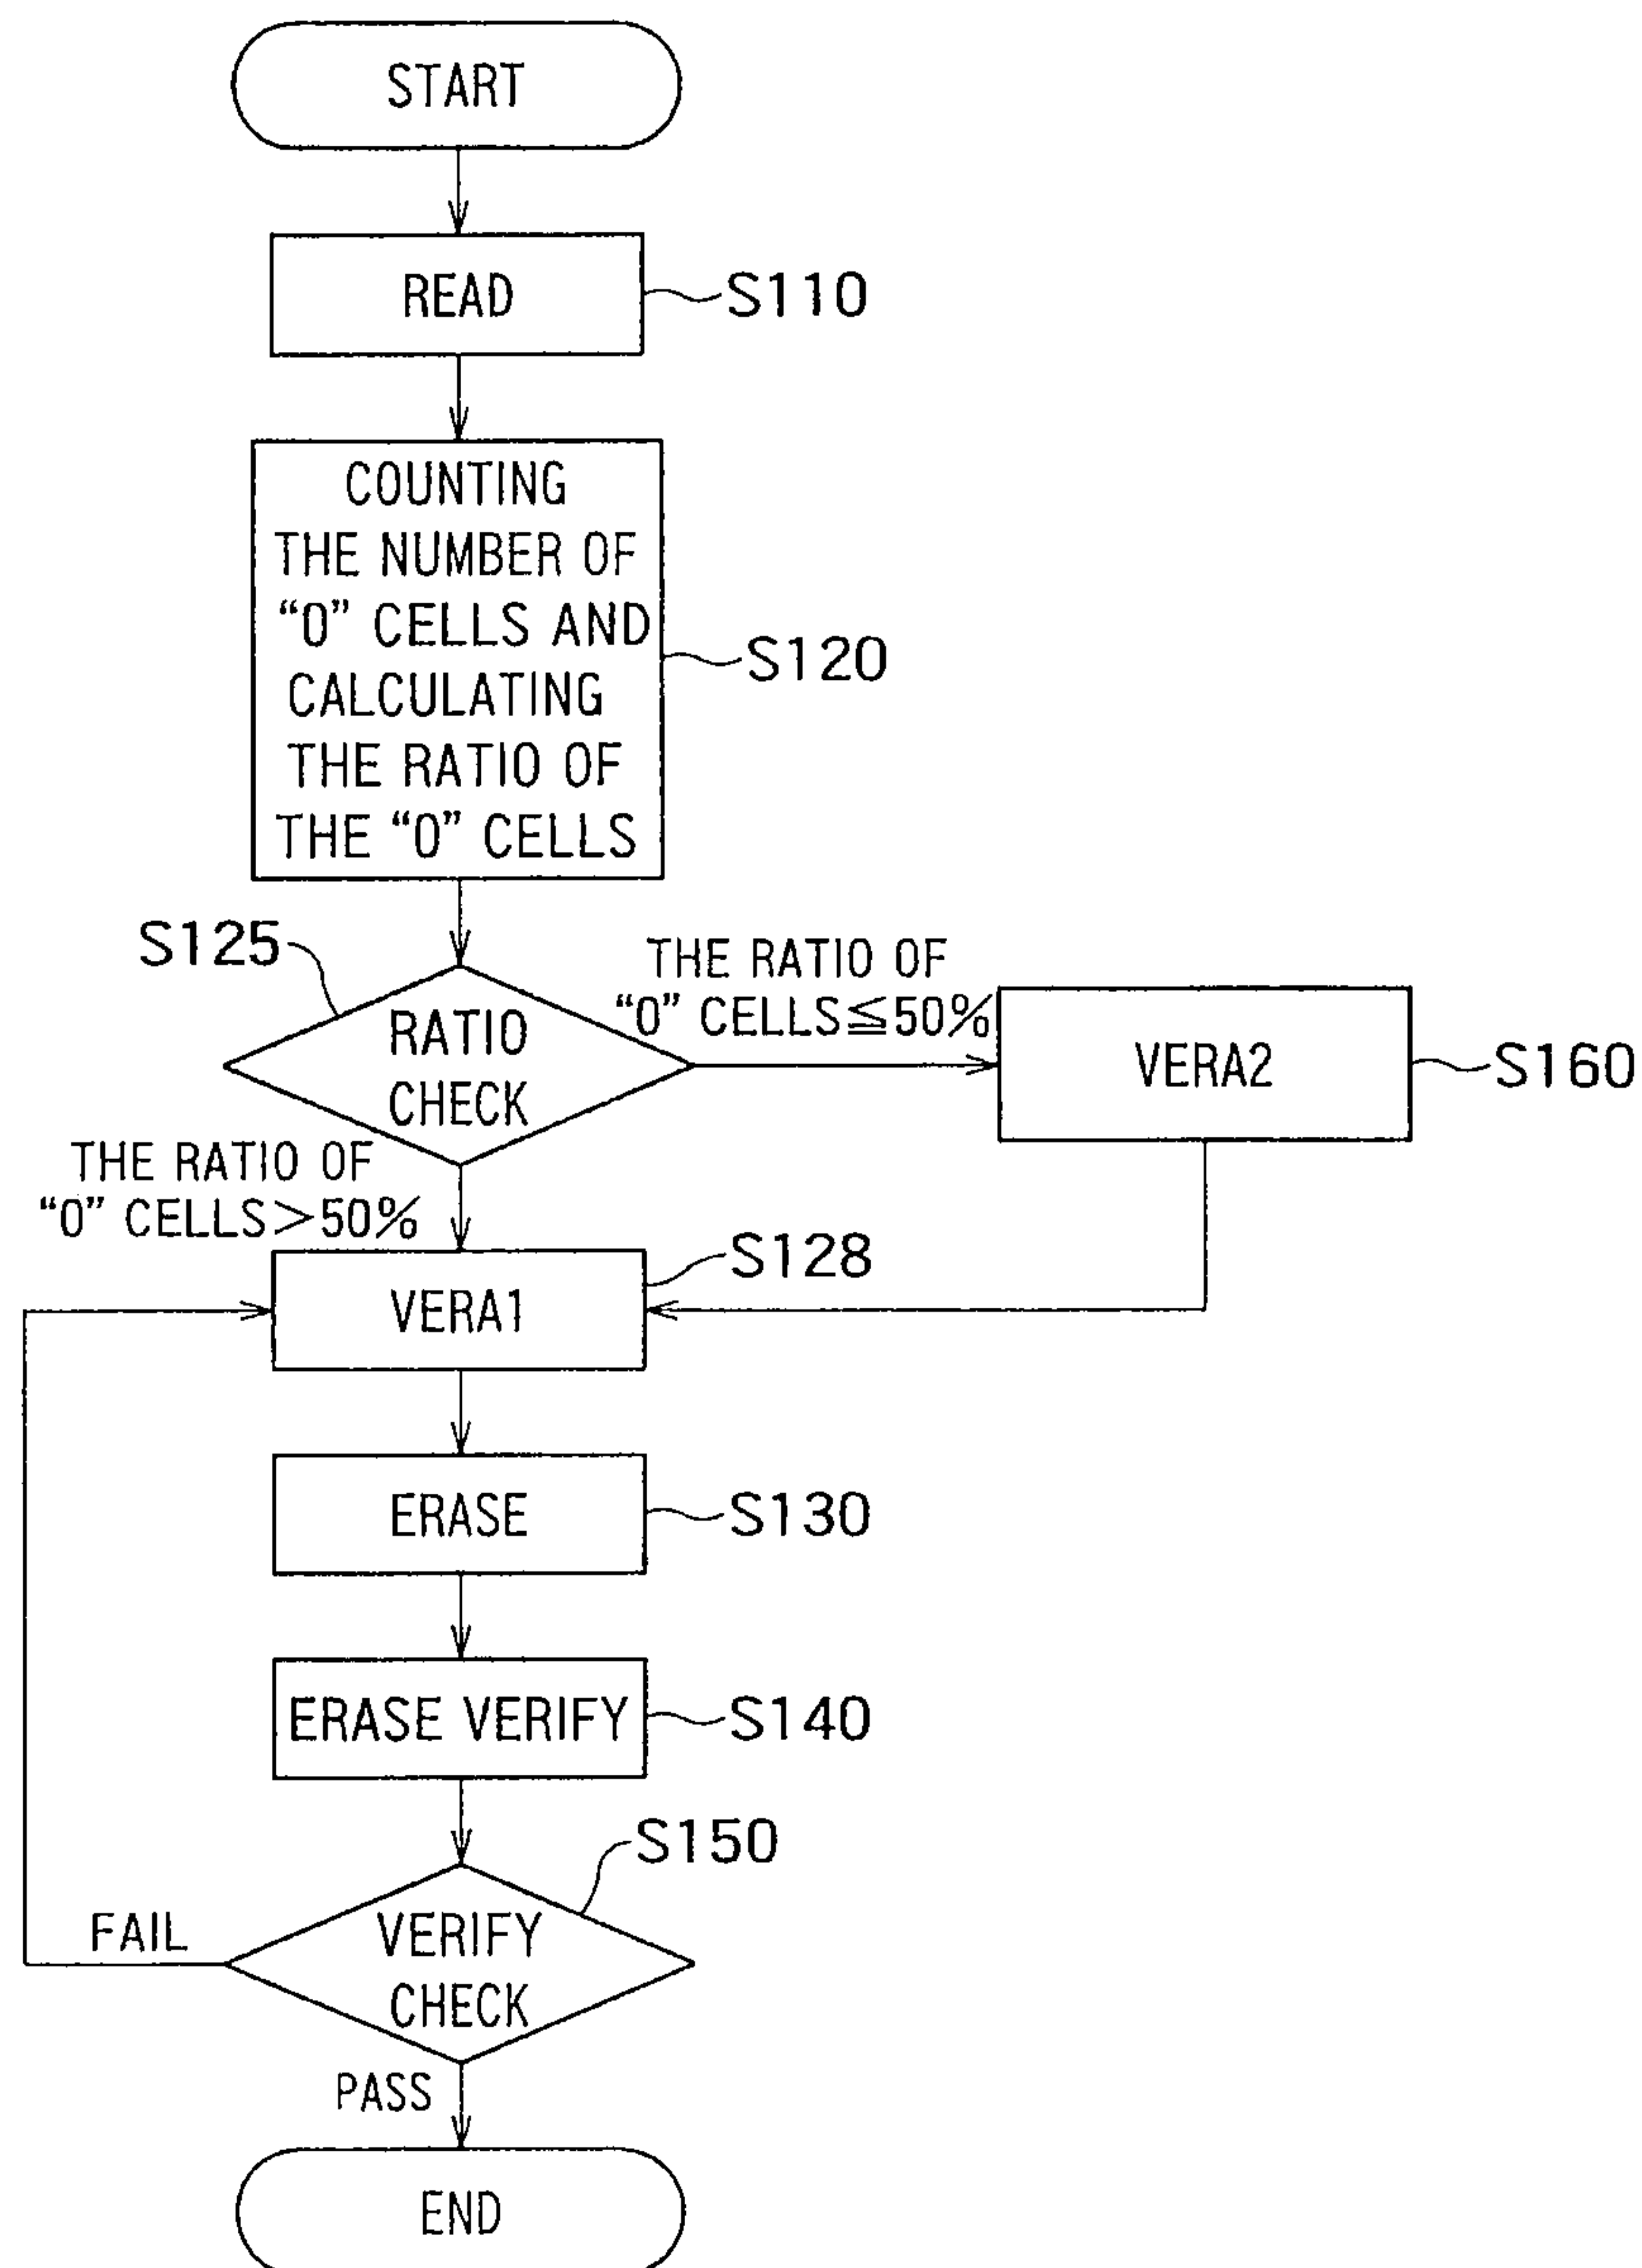 START
READ
S110
COUNTING
THE NUMBER OF
“0” CELLS AND
CALCULATING
THE RATIO OF
THE “0” CELLS
S120
S125
RATIO
CHECK
THE RATIO OF
“0” CELLS≦50%
VERA2
S160
THE RATIO OF
“0” CELLS>50%
VERA1
S128
ERASE
S130
ERASE VERIFY
S140
S150
VERIFY
CHECK
FAIL
PASS
END